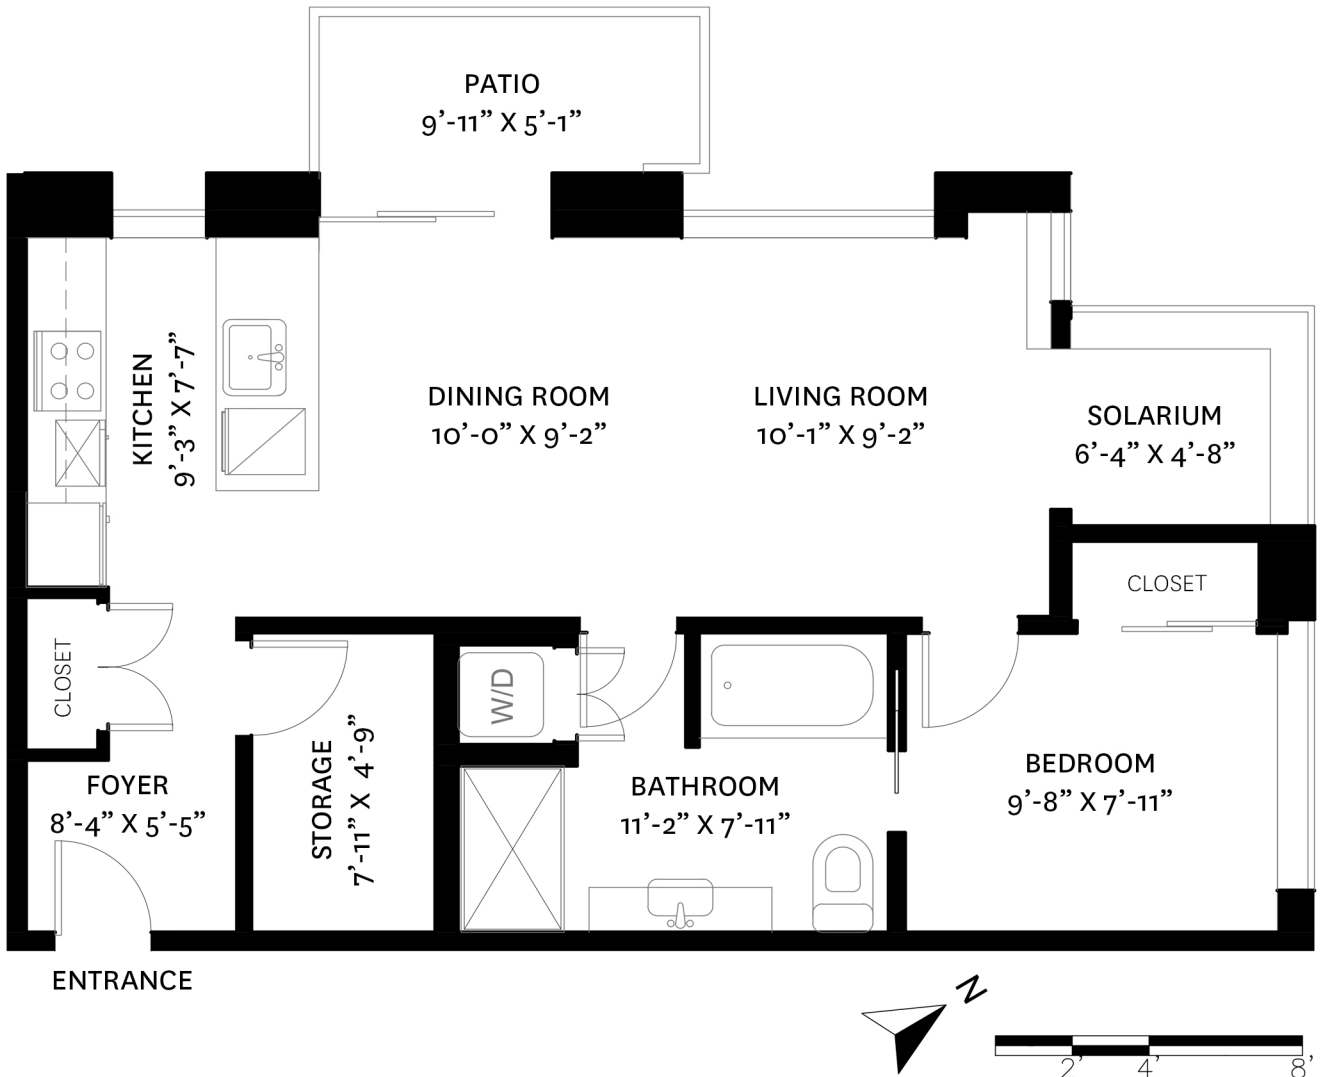 PATIO
9’-11” X 5’-1”
KITCHEN
9’-3” X 7’-7”
DINING ROOM
10’-0” X 9’-2”
LIVING ROOM
10’-1” X 9’-2”
SOLARIUM
6’-4” X 4’-8”
CLOSET
CLOSET
W/D
FOYER
8’-4” X 5’-5”
STORAGE
7’-11” X 4’-9”
BATHROOM
11’-2” X 7’-11”
BEDROOM
9’-8” X 7’-11”
ENTRANCE
N
2' 4' 8'